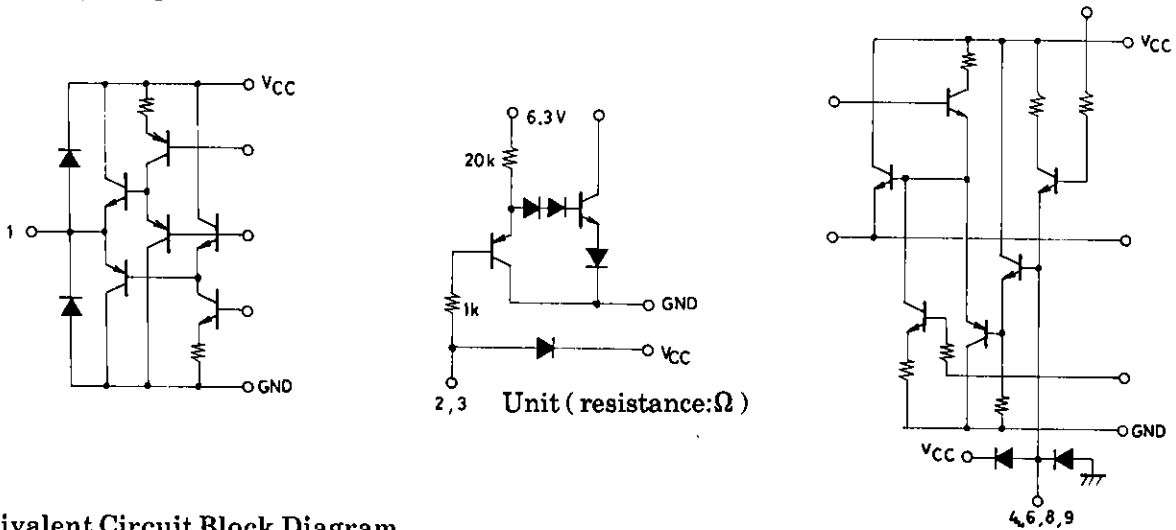 VCC
1
GND
6.3V
20k
1k
GND
VCC
2,3
Unit ( resistance:Ω )
VCC
GND
VCC
4,6,8,9
ivalent Circuit Block Diagram